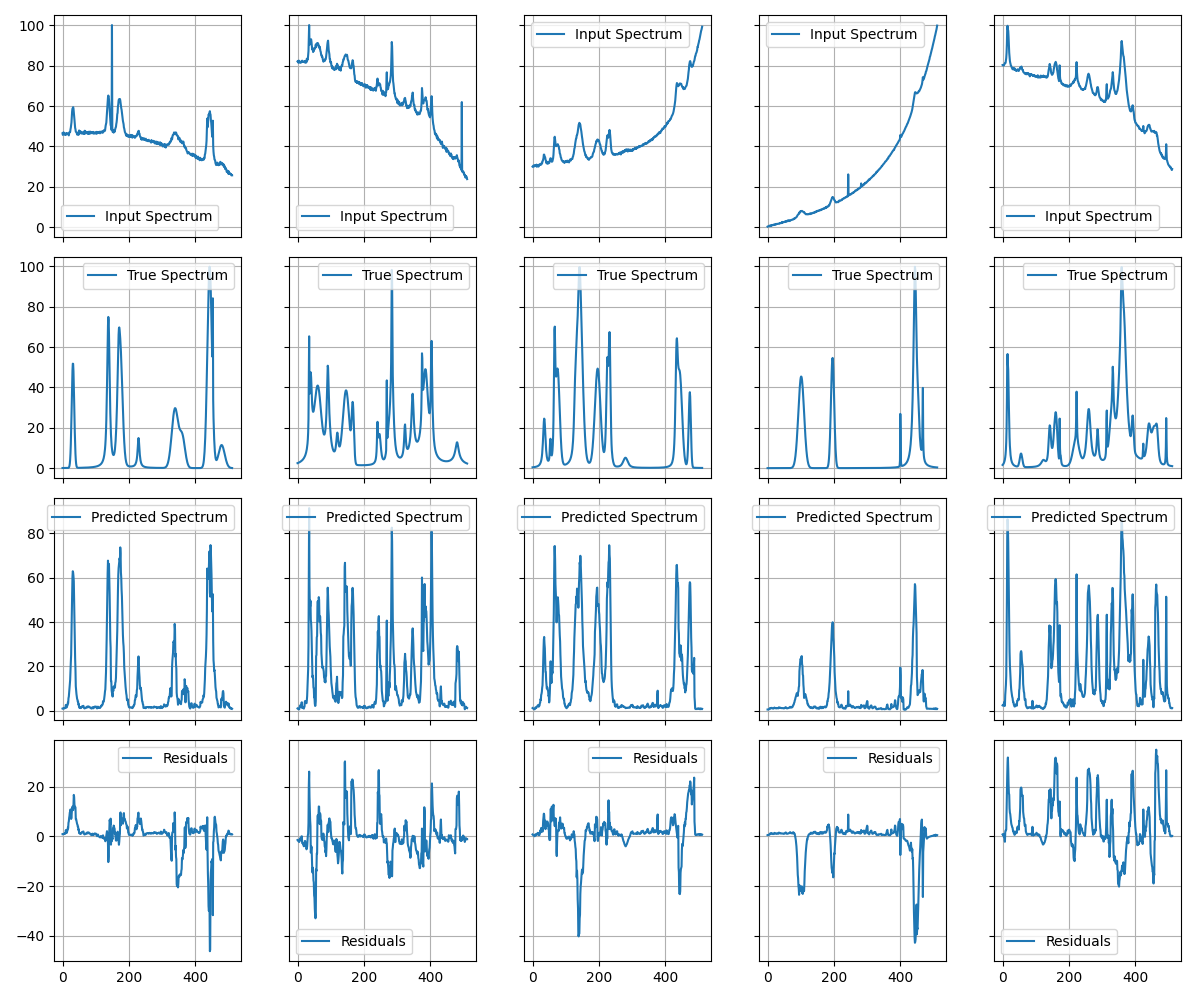 100
80
60
40
20
0
Input Spectrum
Input Spectrum
Input Spectrum
Input Spectrum
Input Spectrum
100
80
60
40
20
0
True Spectrum
True Spectrum
True Spectrum
True Spectrum
True Spectrum
80
60
40
20
0
Predicted Spectrum
Predicted Spectrum
Predicted Spectrum
Predicted Spectrum
Predicted Spectrum
20
0
−20
−40
Residuals
Residuals
Residuals
Residuals
Residuals
0 200 400 0 200 400 0 200 400 0 200 400 0 200 400